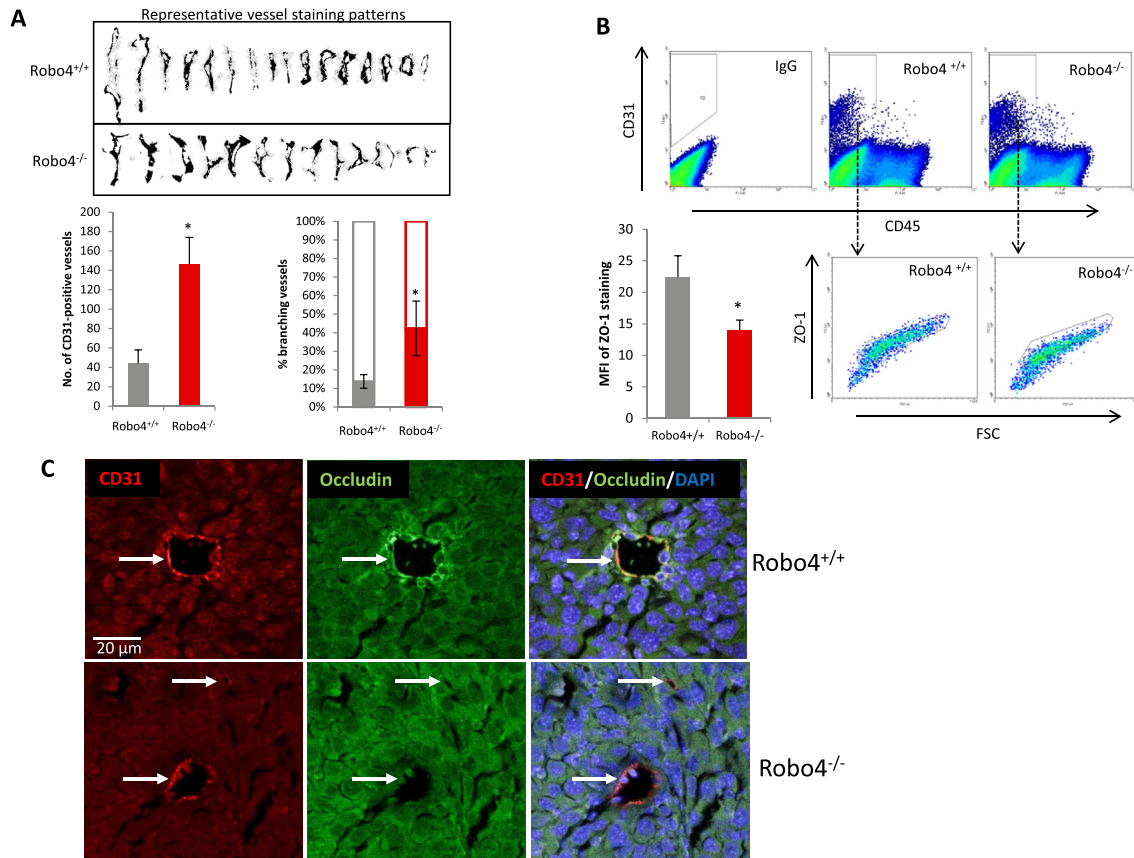 A
Representative vessel staining patterns
Robo4+/+
Robo4-/-
No. of CD31-positive vessels
200
180
160
140
120
100
80
60
40
20
0
*
Robo4+/+ Robo4-/-
% branching vessels
100%
90%
80%
70%
60%
50%
40%
30%
20%
10%
0%
*
Robo4+/+ Robo4-/-
B
CD31
IgG
Robo4 +/+
Robo4-/-
CD45
MFI of ZO-1 staining
30
25
20
15
10
5
0
*
Robo4+/+ Robo4-/-
ZO-1
Robo4 +/+
Robo4-/-
FSC
C
CD31
Occludin
CD31/Occludin/DAPI
20 µm
Robo4+/+
Robo4-/-